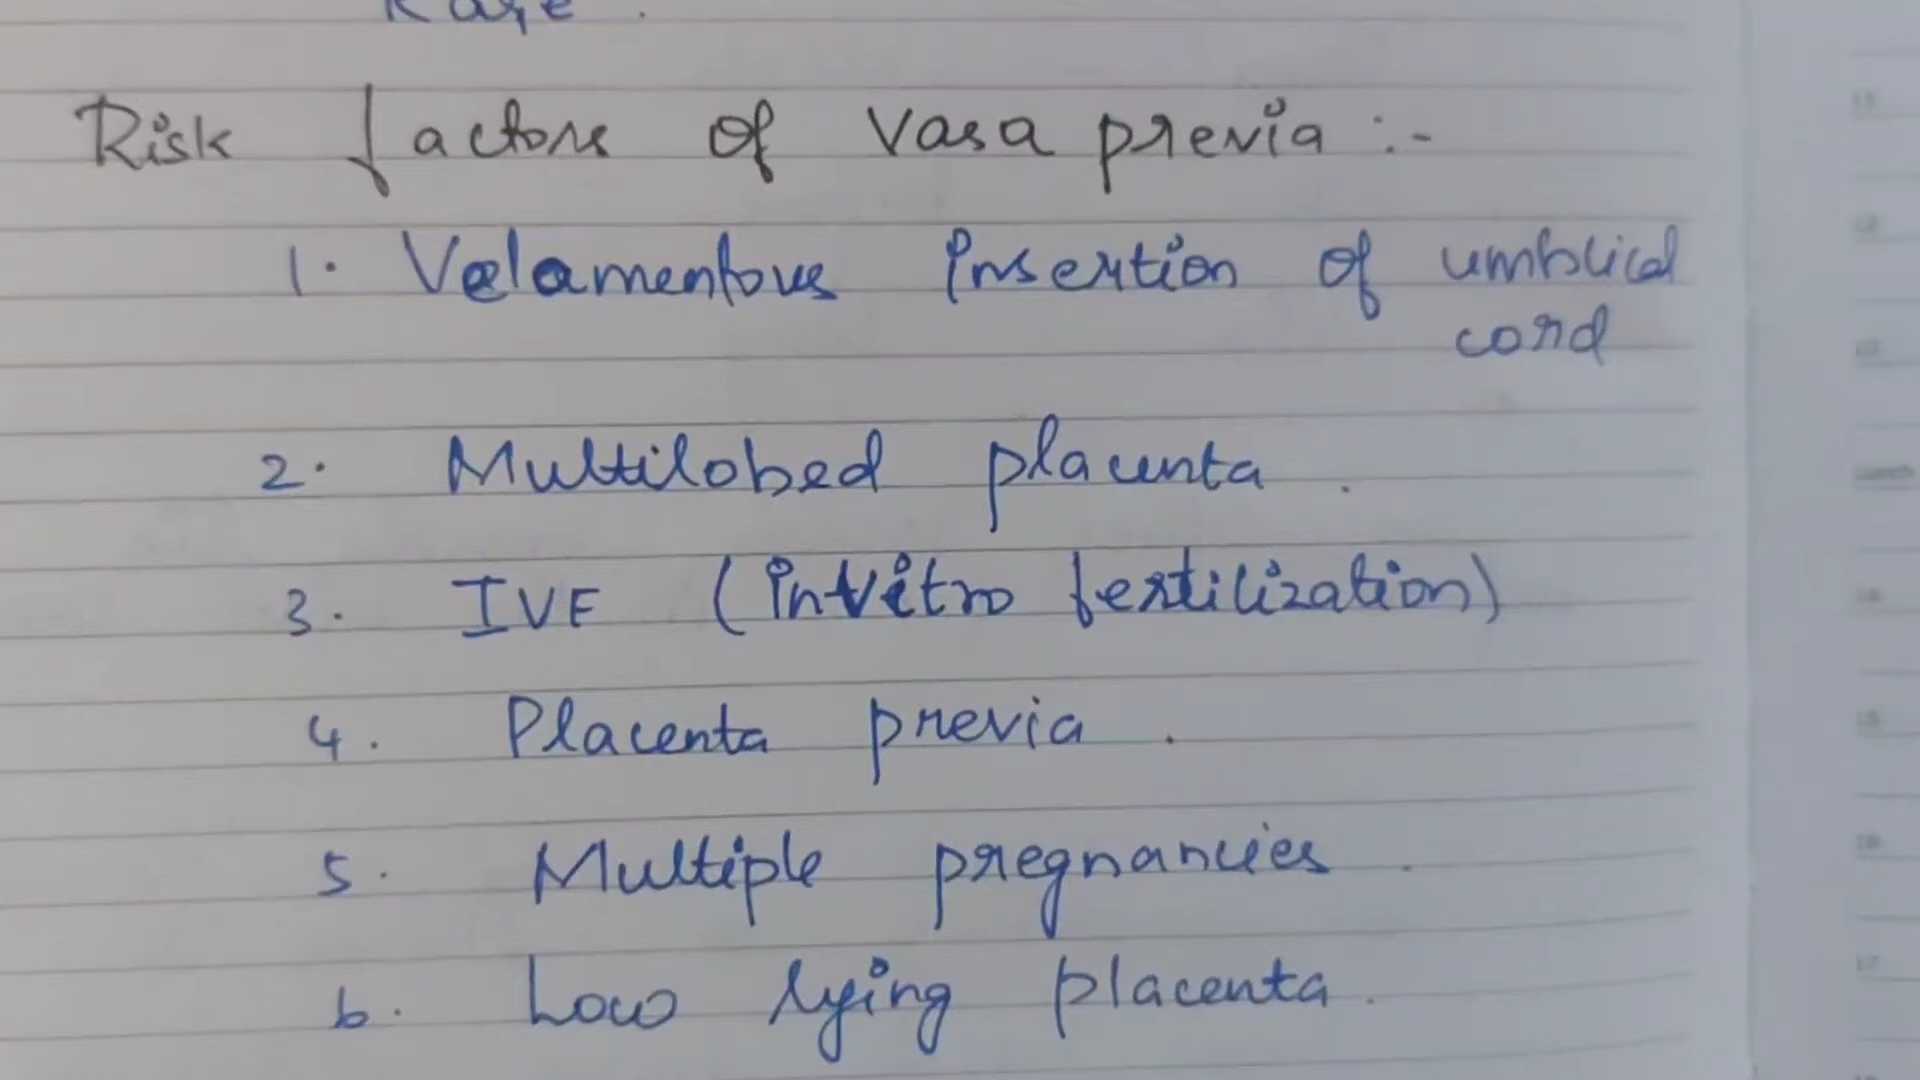 Risk factors of vasa previa :-
1. Velamentous insertion of umblical
cord
2. Multilobed placenta.
3. IVF (invitro fertilization)
4. Placenta previa.
5. Multiple pregnancies.
6. Low lying placenta.